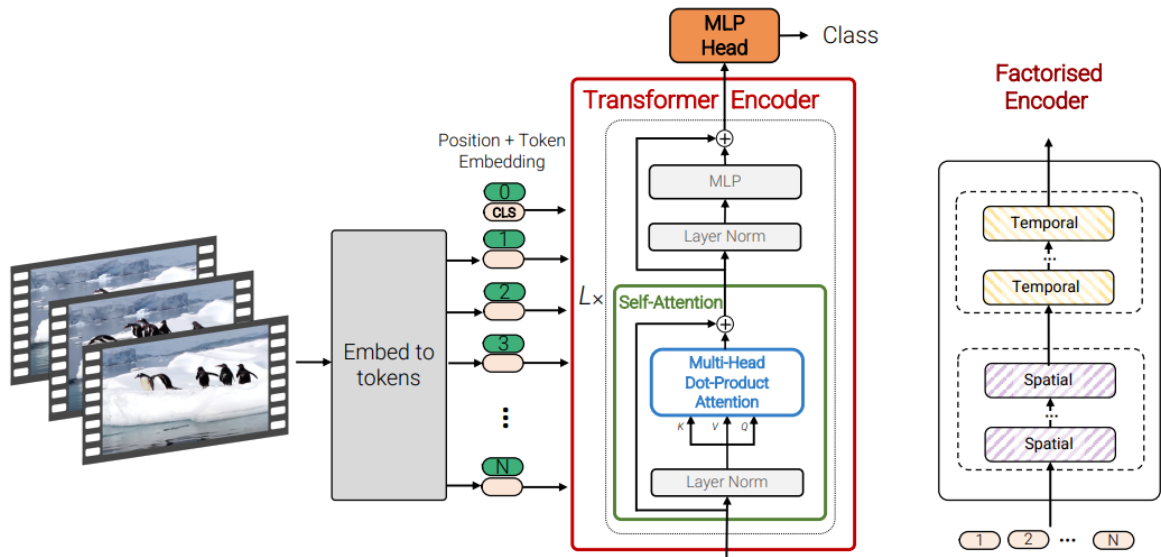 MLP
Head
Class
Transformer Encoder
Factorised
Encoder
Position + Token
Embedding
0
CLS
1
2
3
...
N
Embed to
tokens
L×
MLP
Layer Norm
Self-Attention
Multi-Head
Dot-Product
Attention
K
V
Q
Layer Norm
Temporal
...
Temporal
Spatial
...
Spatial
1
2
...
N